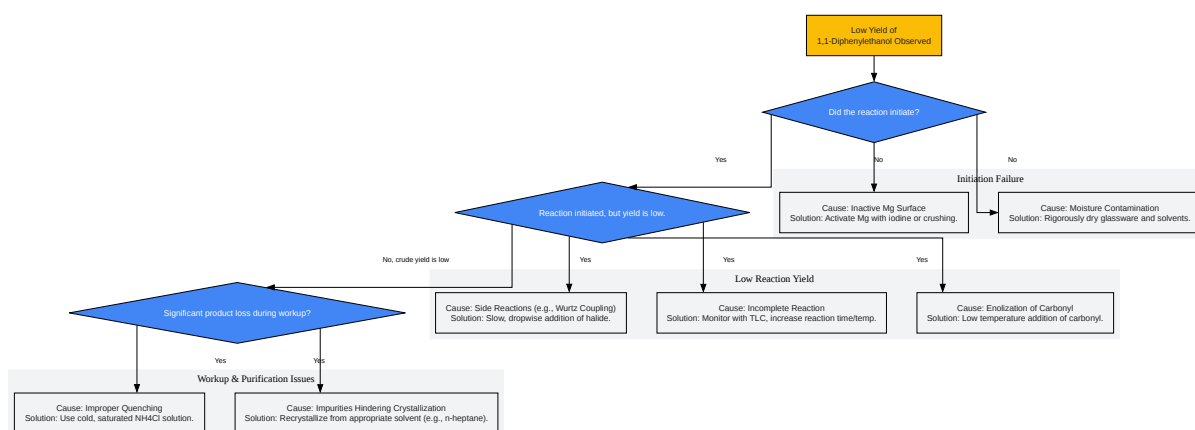 Low Yield of
1,1-Diphenylethanol Observed
Did the reaction initiate?
Yes
No
No
Initiation Failure
Cause: Inactive Mg Surface
Solution: Activate Mg with iodine or crushing.
Cause: Moisture Contamination
Solution: Rigorously dry glassware and solvents.
Reaction initiated, but yield is low.
No, crude yield is low
Yes
Yes
Yes
Low Reaction Yield
Cause: Side Reactions (e.g., Wurtz Coupling)
Solution: Slow, dropwise addition of halide.
Cause: Incomplete Reaction
Solution: Monitor with TLC, increase reaction time/temp.
Cause: Enolization of Carbonyl
Solution: Low temperature addition of carbonyl.
Significant product loss during workup?
Yes
Yes
Workup & Purification Issues
Cause: Improper Quenching
Solution: Use cold, saturated NH4Cl solution.
Cause: Impurities Hindering Crystallization
Solution: Recrystallize from appropriate solvent (e.g., n-heptane).